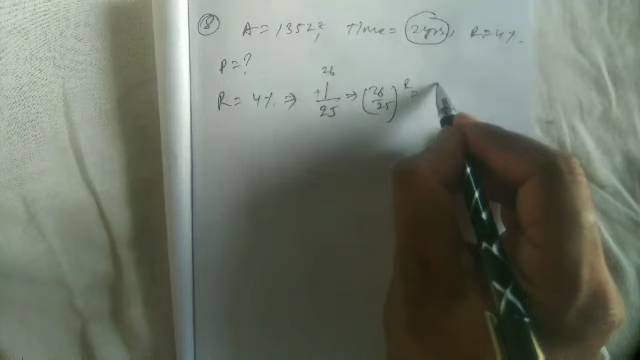 8 A = 1352, Time = 2yrs, R = 4%.
P = ?
R = 4% ⇒ +1/25 26 ⇒ (26/25)² =